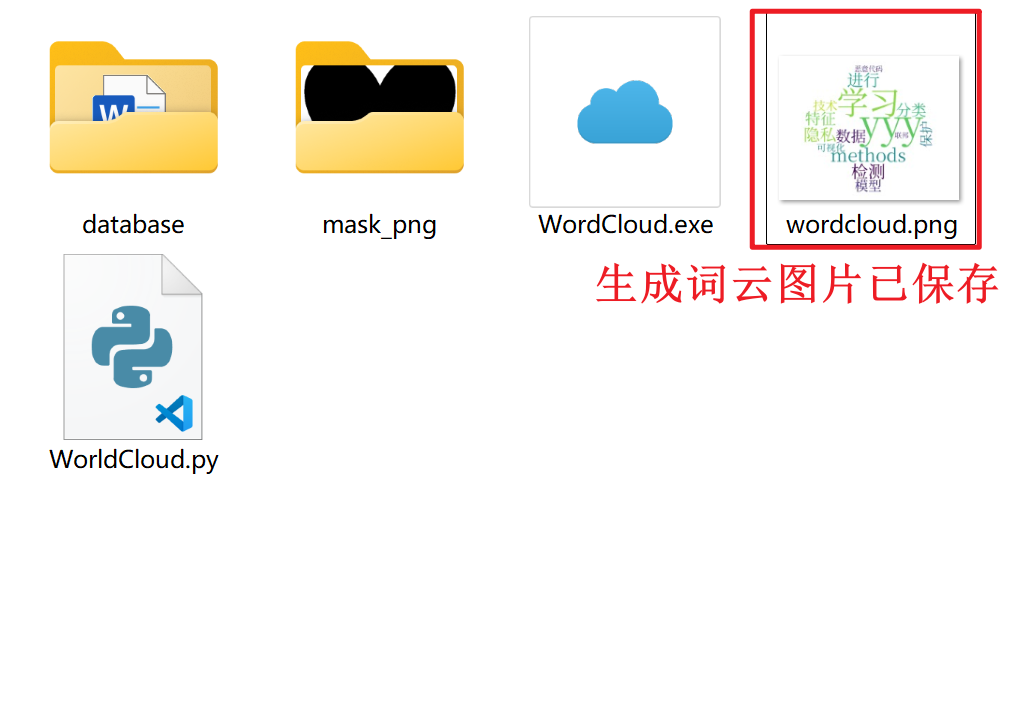 W
恶意代码
进行
学习
技术
分类
特征
yyy
隐私
数据
联邦
可视化
methods
检测
模型
database
mask_png
WordCloud.exe
wordcloud.png
生成词云图片已保存
WorldCloud.py